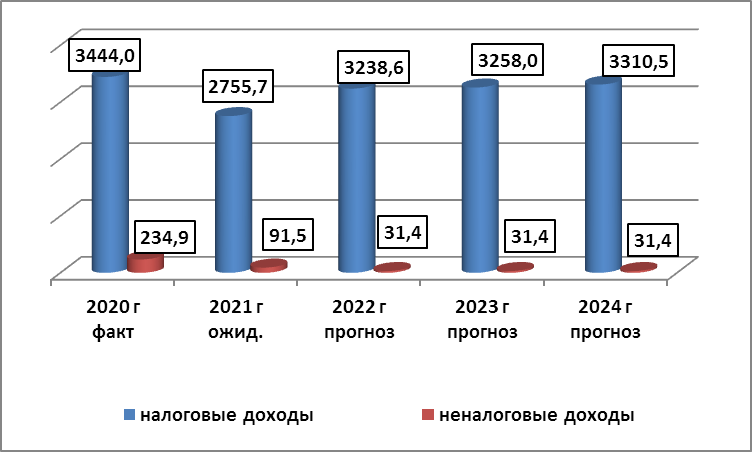 3444,0
2755,7
3238,6
3258,0
3310,5
234,9
91,5
31,4
31,4
31,4
2020 г
факт
2021 г
ожид.
2022 г
прогноз
2023 г
прогноз
2024 г
прогноз
налоговые доходы
неналоговые доходы